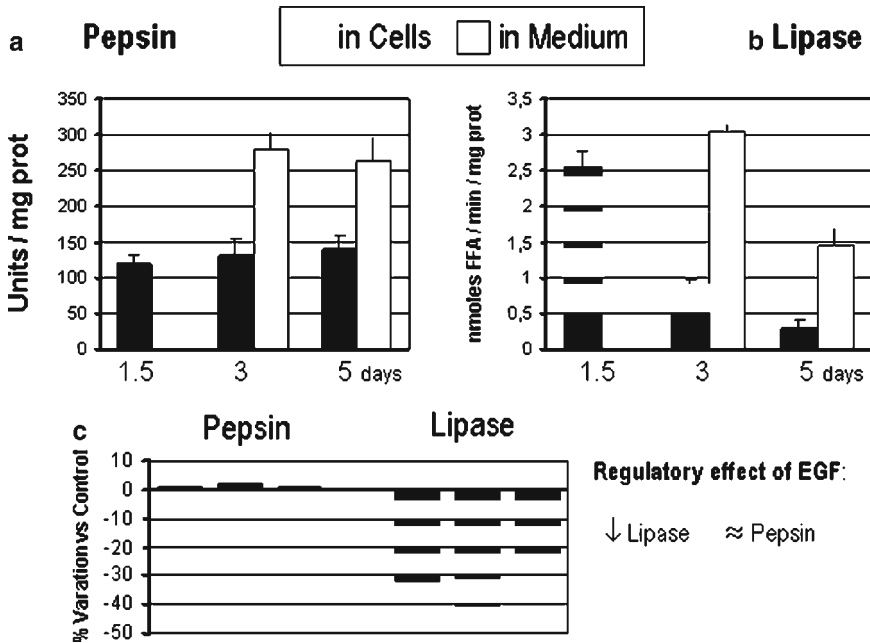 a Pepsin
in Cells in Medium
b Lipase
Units / mg prot
350
300
250
200
150
100
50
0
1.5 3 5 days
nmoles FFA / min / mg prot
3,5
3
2,5
2
1,5
1
0,5
0
1.5 3 5 days
c Pepsin Lipase
% Varation vs Control
10
0
-10
-20
-30
-40
-50
Regulatory effect of EGF:
↓ Lipase ≈ Pepsin